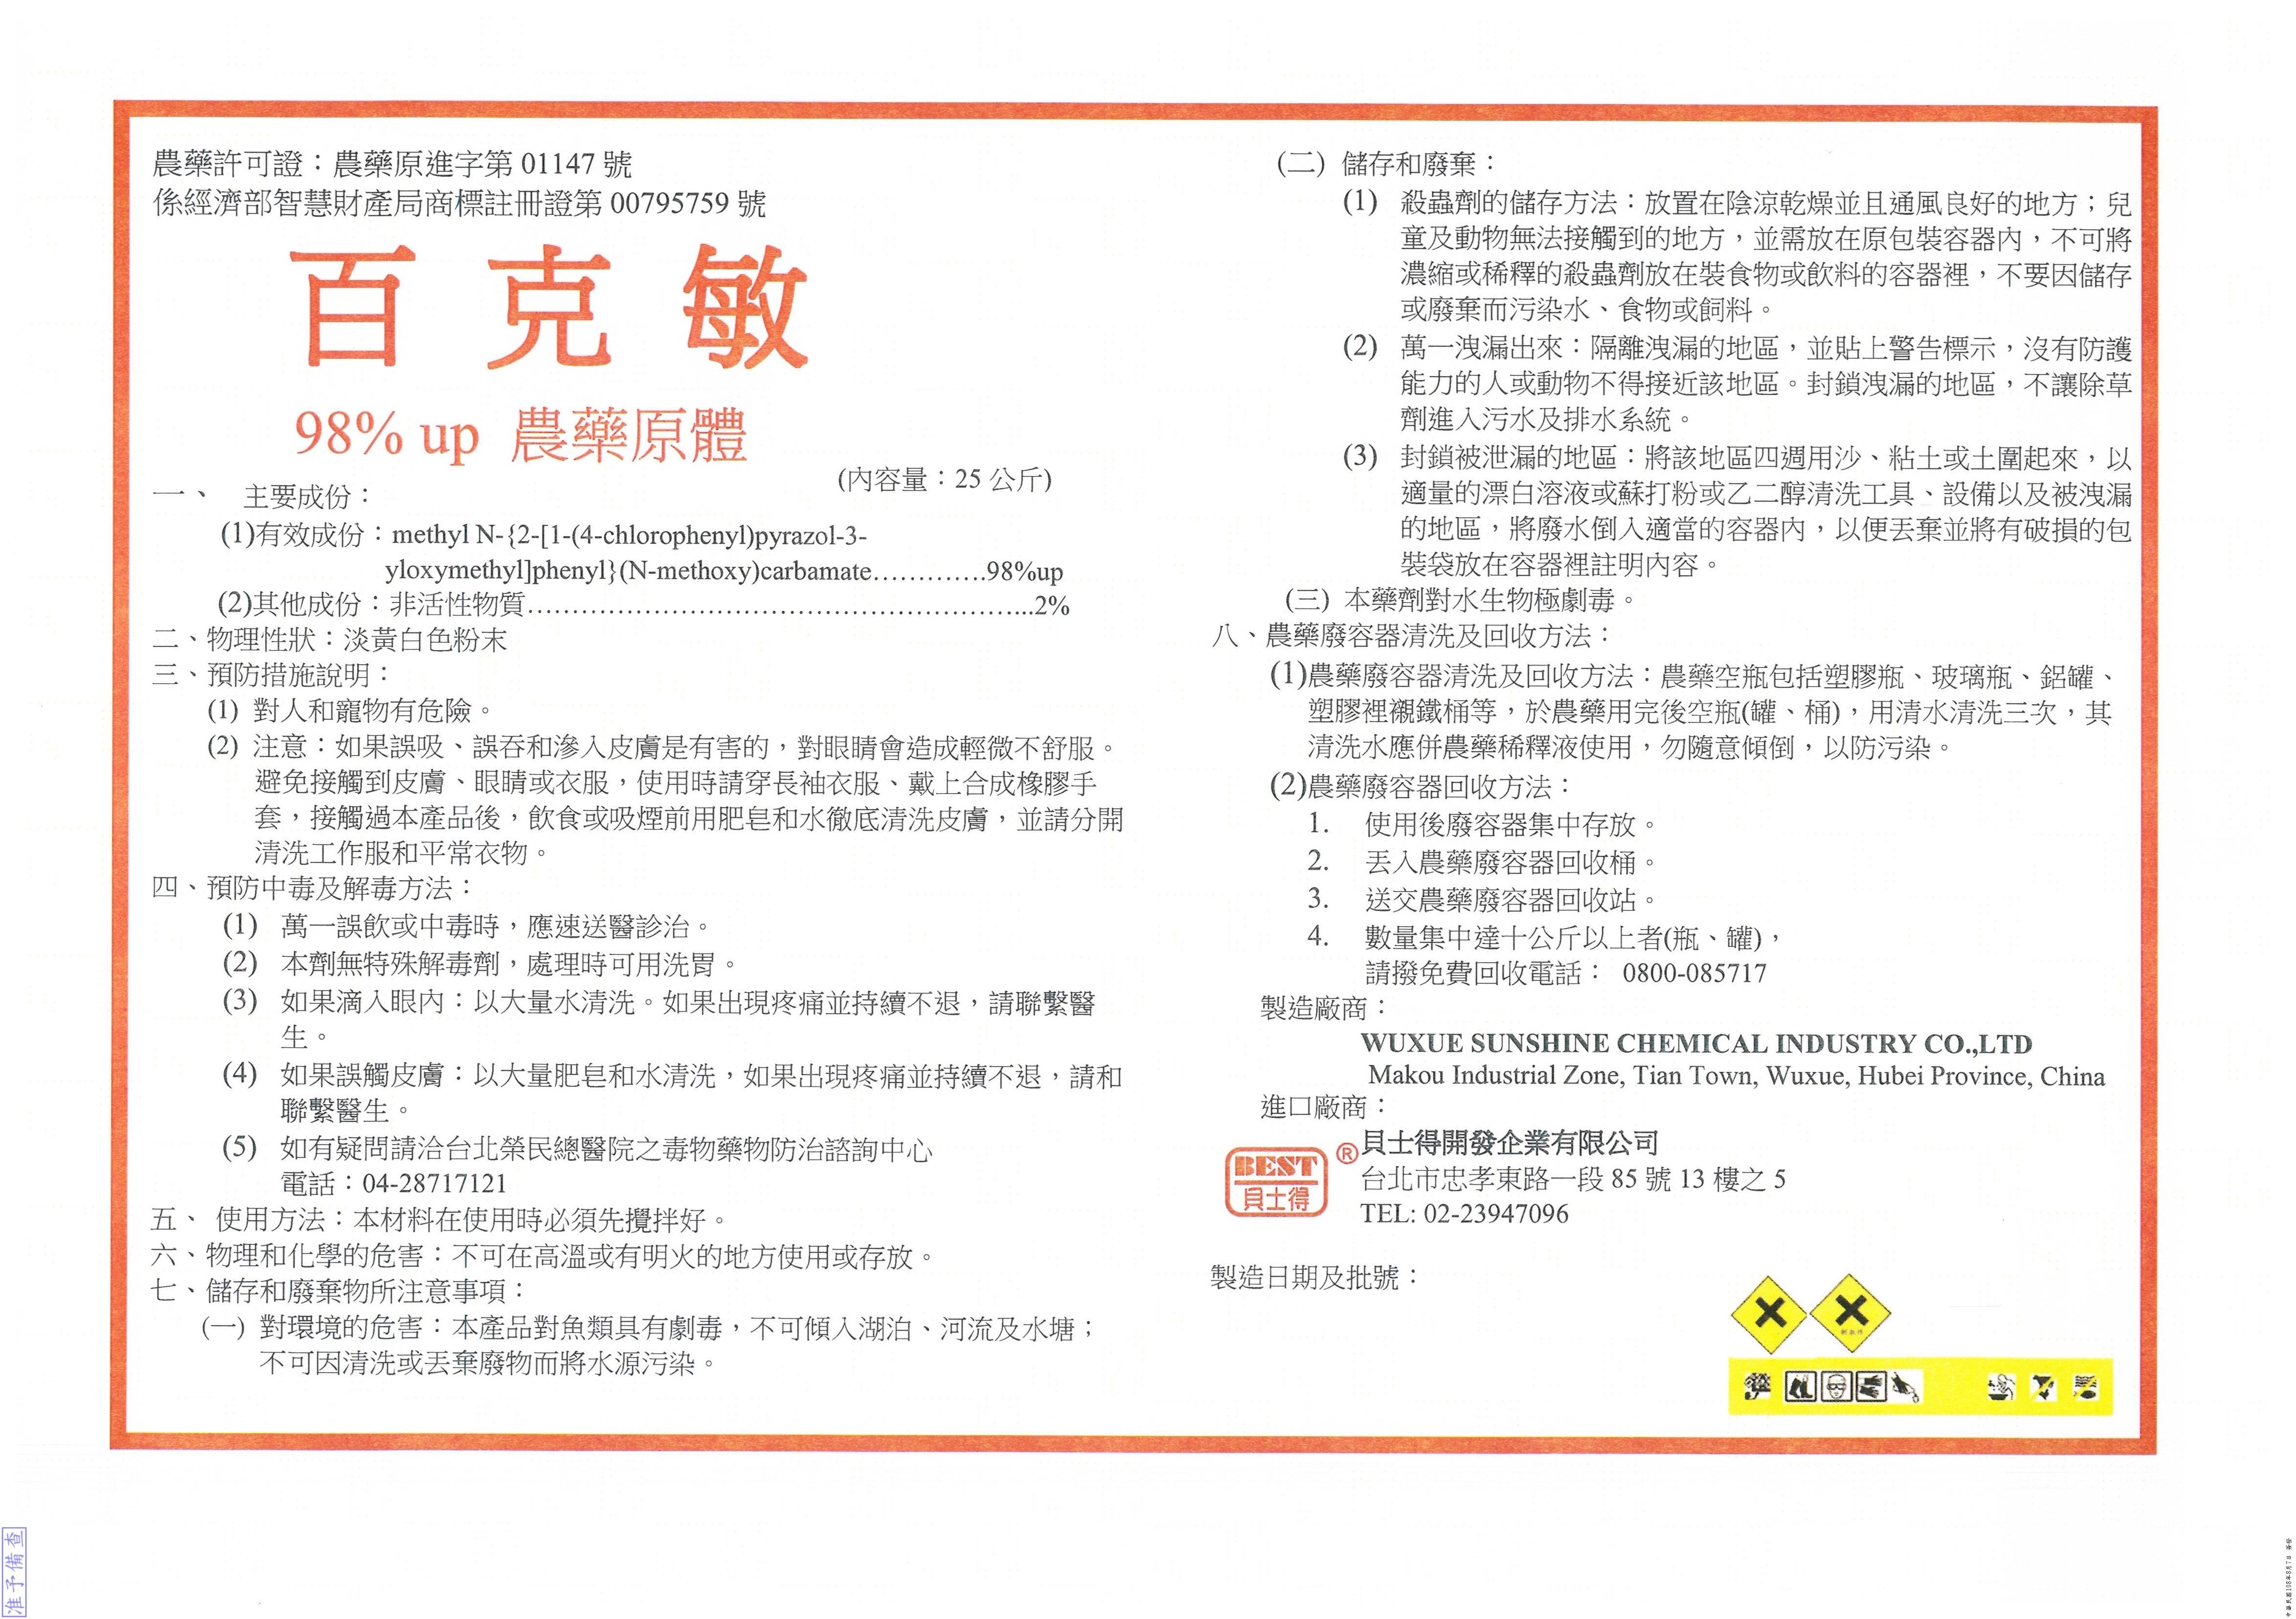 農藥許可證：農藥原進字第 01147 號
係經濟部智慧財產局商標註冊證第 00795759 號
百克敏
98% up 農藥原體
(內容量：25 公斤)
一、 主要成份：
(1)有效成份：methyl N-{2-[1-(4-chlorophenyl)pyrazol-3-
yloxymethyl]phenyl}(N-methoxy)carbamate.............98%up
(2)其他成份：非活性物質.........................................................2%
二、物理性狀：淡黃白色粉末
三、預防措施說明：
(1) 對人和寵物有危險。
(2) 注意：如果誤吸、誤吞和滲入皮膚是有害的，對眼睛會造成輕微不舒服。
避免接觸到皮膚、眼睛或衣服，使用時請穿長袖衣服、戴上合成橡膠手
套，接觸過本產品後，飲食或吸煙前用肥皂和水徹底清洗皮膚，並請分開
清洗工作服和平常衣物。
四、預防中毒及解毒方法：
(1) 萬一誤飲或中毒時，應速送醫診治。
(2) 本劑無特殊解毒劑，處理時可用洗胃。
(3) 如果滴入眼內：以大量水清洗。如果出現疼痛並持續不退，請聯繫醫
生。
(4) 如果誤觸皮膚：以大量肥皂和水清洗，如果出現疼痛並持續不退，請和
聯繫醫生。
(5) 如有疑問請洽台北榮民總醫院之毒物藥物防治諮詢中心
電話：04-28717121
五、 使用方法：本材料在使用時必須先攪拌好。
六、物理和化學的危害：不可在高溫或有明火的地方使用或存放。
七、儲存和廢棄物所注意事項：
(一) 對環境的危害：本產品對魚類具有劇毒，不可傾入湖泊、河流及水塘；
不可因清洗或丟棄廢物而將水源污染。
(二) 儲存和廢棄：
(1) 殺蟲劑的儲存方法：放置在陰涼乾燥並且通風良好的地方；兒
童及動物無法接觸到的地方，並需放在原包裝容器內，不可將
濃縮或稀釋的殺蟲劑放在裝食物或飲料的容器裡，不要因儲存
或廢棄而污染水、食物或飼料。
(2) 萬一洩漏出來：隔離洩漏的地區，並貼上警告標示，沒有防護
能力的人或動物不得接近該地區。封鎖洩漏的地區，不讓除草
劑進入污水及排水系統。
(3) 封鎖被泄漏的地區：將該地區四週用沙、粘土或土圍起來，以
適量的漂白溶液或蘇打粉或乙二醇清洗工具、設備以及被洩漏
的地區，將廢水倒入適當的容器內，以便丟棄並將有破損的包
裝袋放在容器裡註明內容。
(三) 本藥劑對水生物極劇毒。
八、農藥廢容器清洗及回收方法：
(1)農藥廢容器清洗及回收方法：農藥空瓶包括塑膠瓶、玻璃瓶、鋁罐、
塑膠裡襯鐵桶等，於農藥用完後空瓶(罐、桶)，用清水清洗三次，其
清洗水應併農藥稀釋液使用，勿隨意傾倒，以防污染。
(2)農藥廢容器回收方法：
1. 使用後廢容器集中存放。
2. 丟入農藥廢容器回收桶。
3. 送交農藥廢容器回收站。
4. 數量集中達十公斤以上者(瓶、罐)，
請撥免費回收電話： 0800-085717
製造廠商：
WUXUE SUNSHINE CHEMICAL INDUSTRY CO.,LTD
Makou Industrial Zone, Tian Town, Wuxue, Hubei Province, China
進口廠商：
BEST
貝士得
®
貝士得開發企業有限公司
台北市忠孝東路一段 85 號 13 樓之 5
TEL: 02-23947096
製造日期及批號：
准予備查